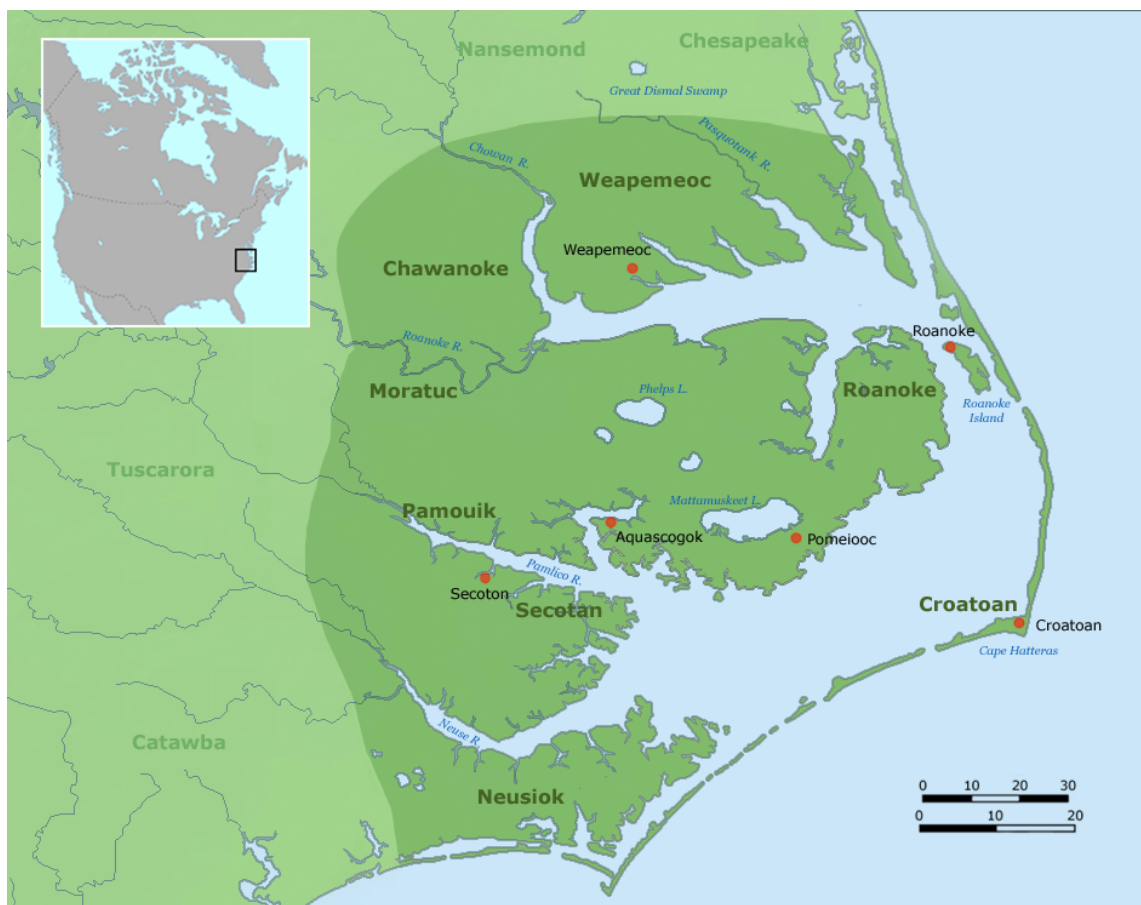 Nansemond
Chesapeake
Great Dismal Swamp
Pasquotank R.
Chowan R.
Weapemeoc
Weapemeoc
Chawanoke
Roanoke
Roanoke R.
Moratuc
Phelps L.
Roanoke
Roanoke
Island
Tuscarora
Pamouik
Mattamuskeet L.
Aquascogok
Pomeiooc
Pamlico R.
Secoton
Secotan
Croatoan
Croatoan
Cape Hatteras
Neuse R.
Catawba
Neusiok
0 10 20 30
0 10 20